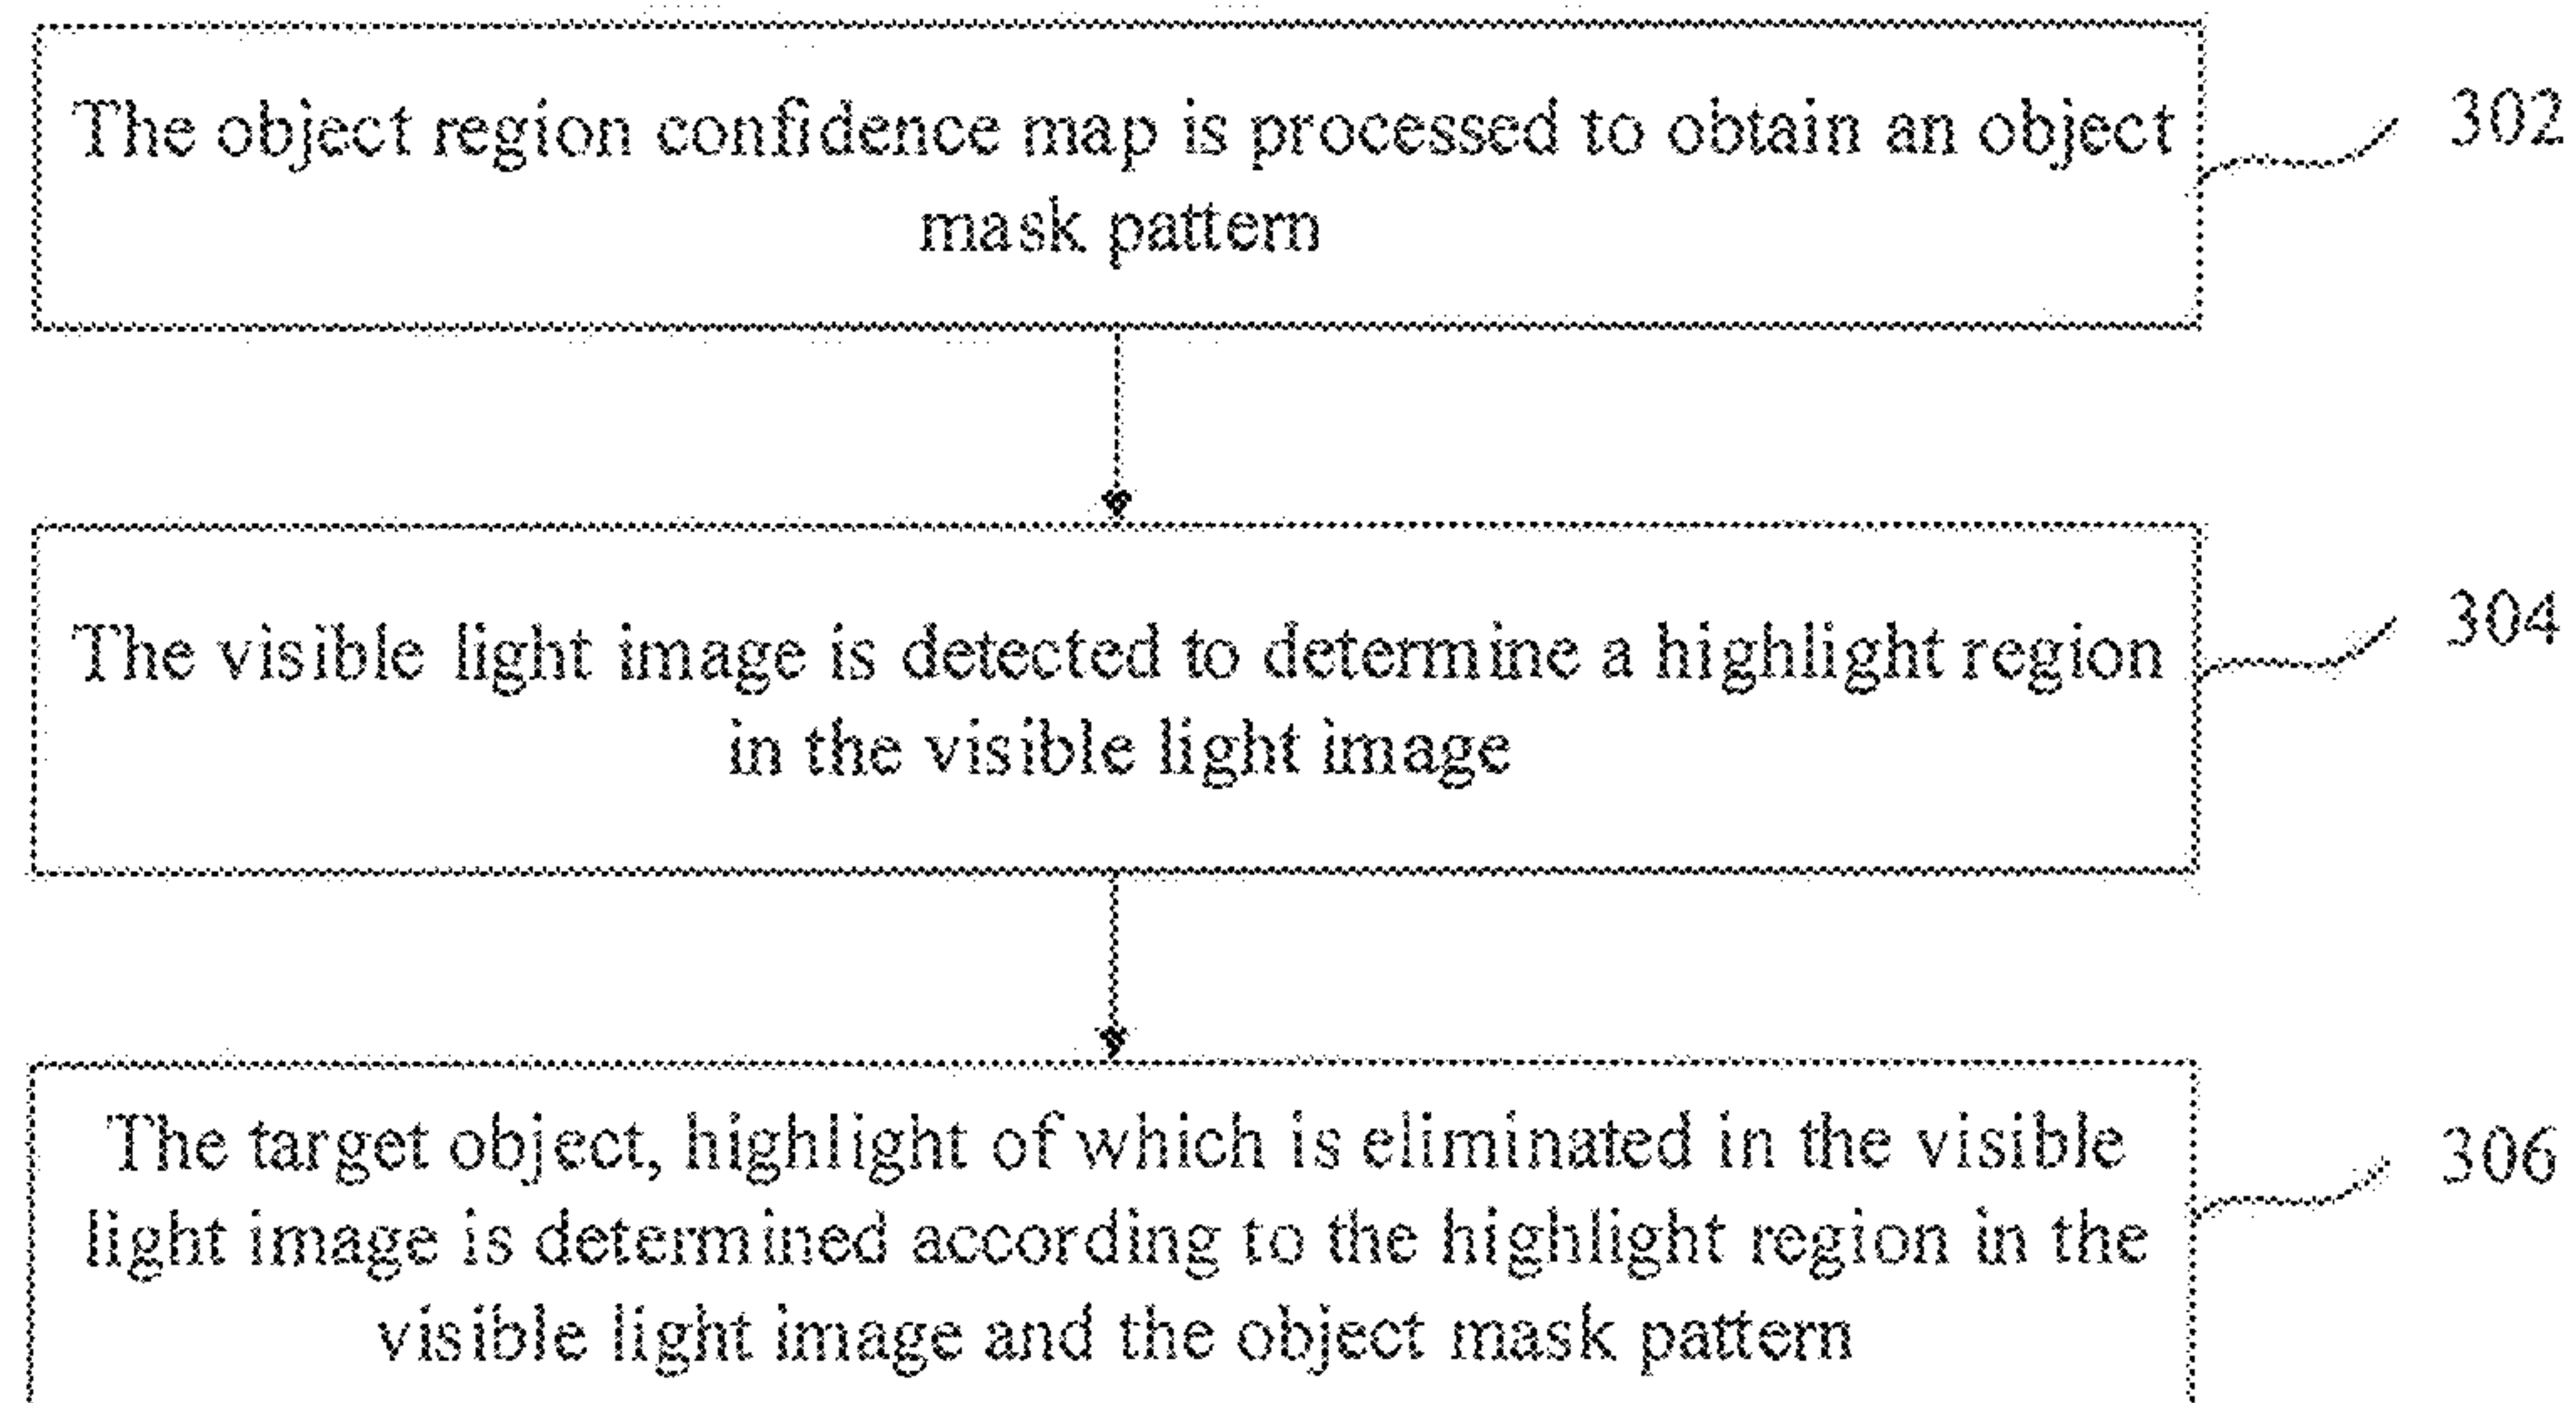 The object region confidence map is processed to obtain an object
mask pattern
302
The visible light image is detected to determine a highlight region
in the visible light image
304
The target object, highlight of which is eliminated in the visible
light image is determined according to the highlight region in the
visible light image and the object mask pattern
306